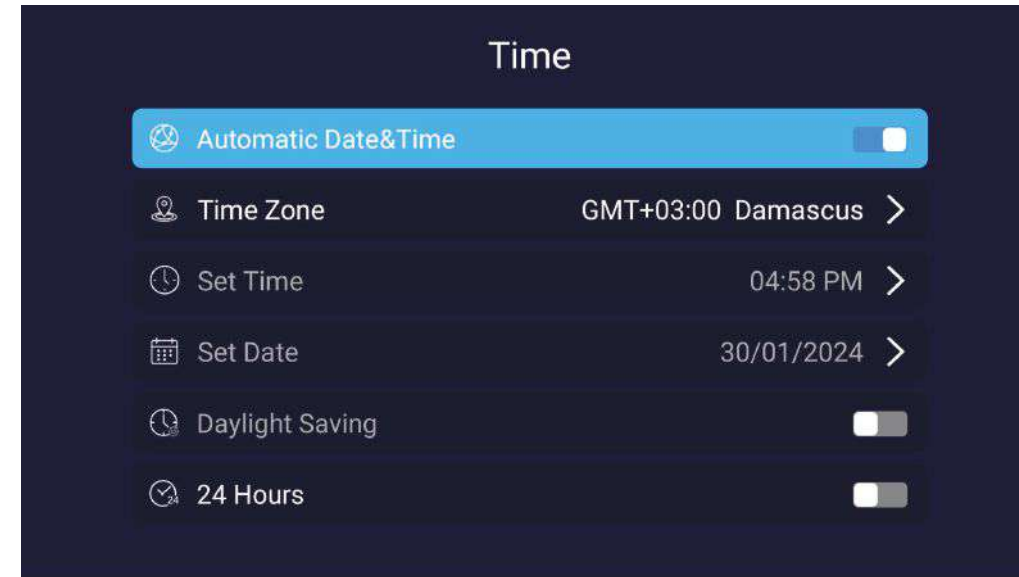 Time
Automatic Date&Time
Time Zone GMT+03:00 Damascus
Set Time 04:58 PM
Set Date 30/01/2024
Daylight Saving
24 Hours